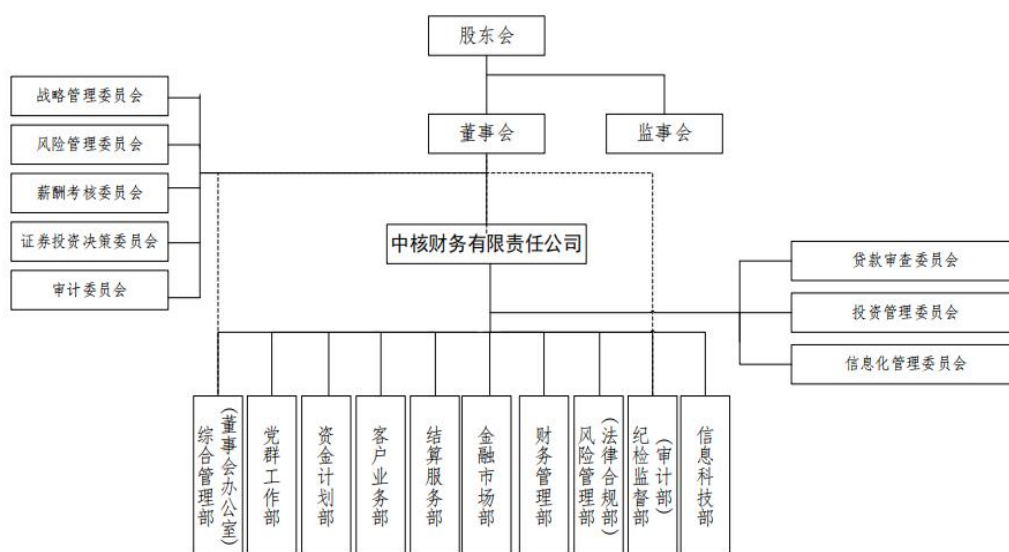 股东会
战略管理委员会
风险管理委员会
薪酬考核委员会
证券投资决策委员会
审计委员会
董事会
监事会
中核财务有限责任公司
贷款审查委员会
投资管理委员会
信息化管理委员会
综合管理部
（董事会办公室）
党群工作部
资金计划部
客户业务部
结算服务部
金融市场部
财务管理部
风险管理部
（法律合规部）
纪检监督部
（审计部）
信息科技部